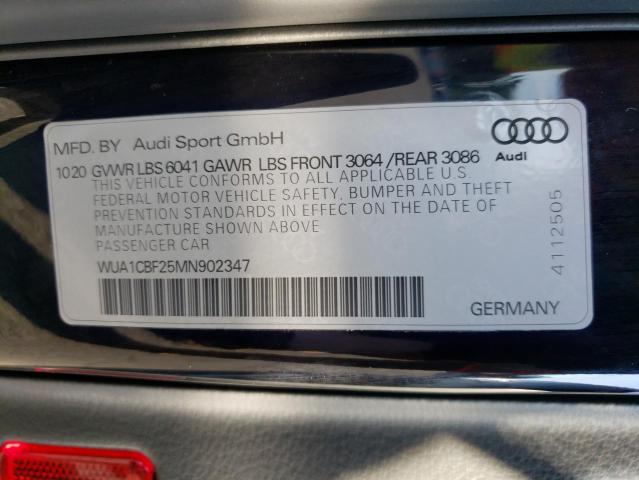 MFD. BY Audi Sport GmbH
1020 GVWR LBS 6041 GAWR LBS FRONT 3064 /REAR 3086
THIS VEHICLE CONFORMS TO ALL APPLICABLE U.S.
FEDERAL MOTOR VEHICLE SAFETY, BUMPER AND THEFT
PREVENTION STANDARDS IN EFFECT ON THE DATE OF
MANUFACTURE SHOWN ABOVE
PASSENGER CAR
WUA1CBF25MN902347
Audi
4112505
GERMANY